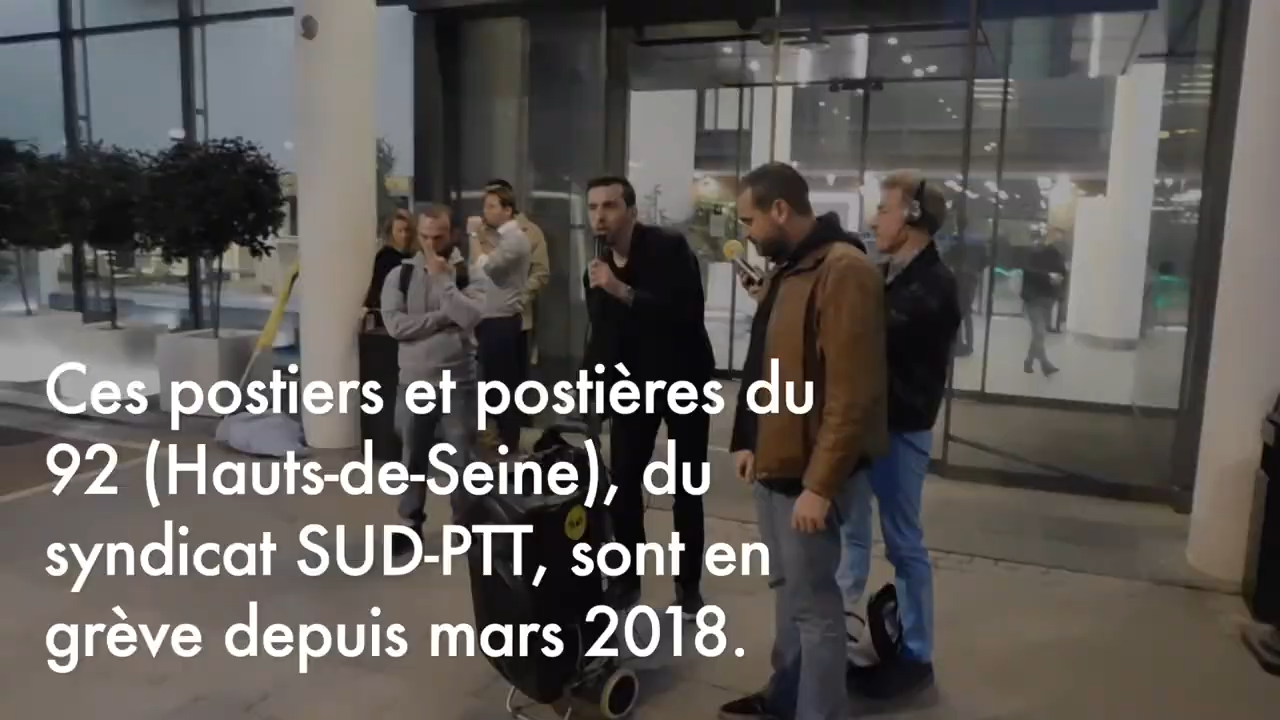 Ces postiers et postières du
92 (Hauts-de-Seine), du
syndicat SUD-PTT, sont en
grève depuis mars 2018.